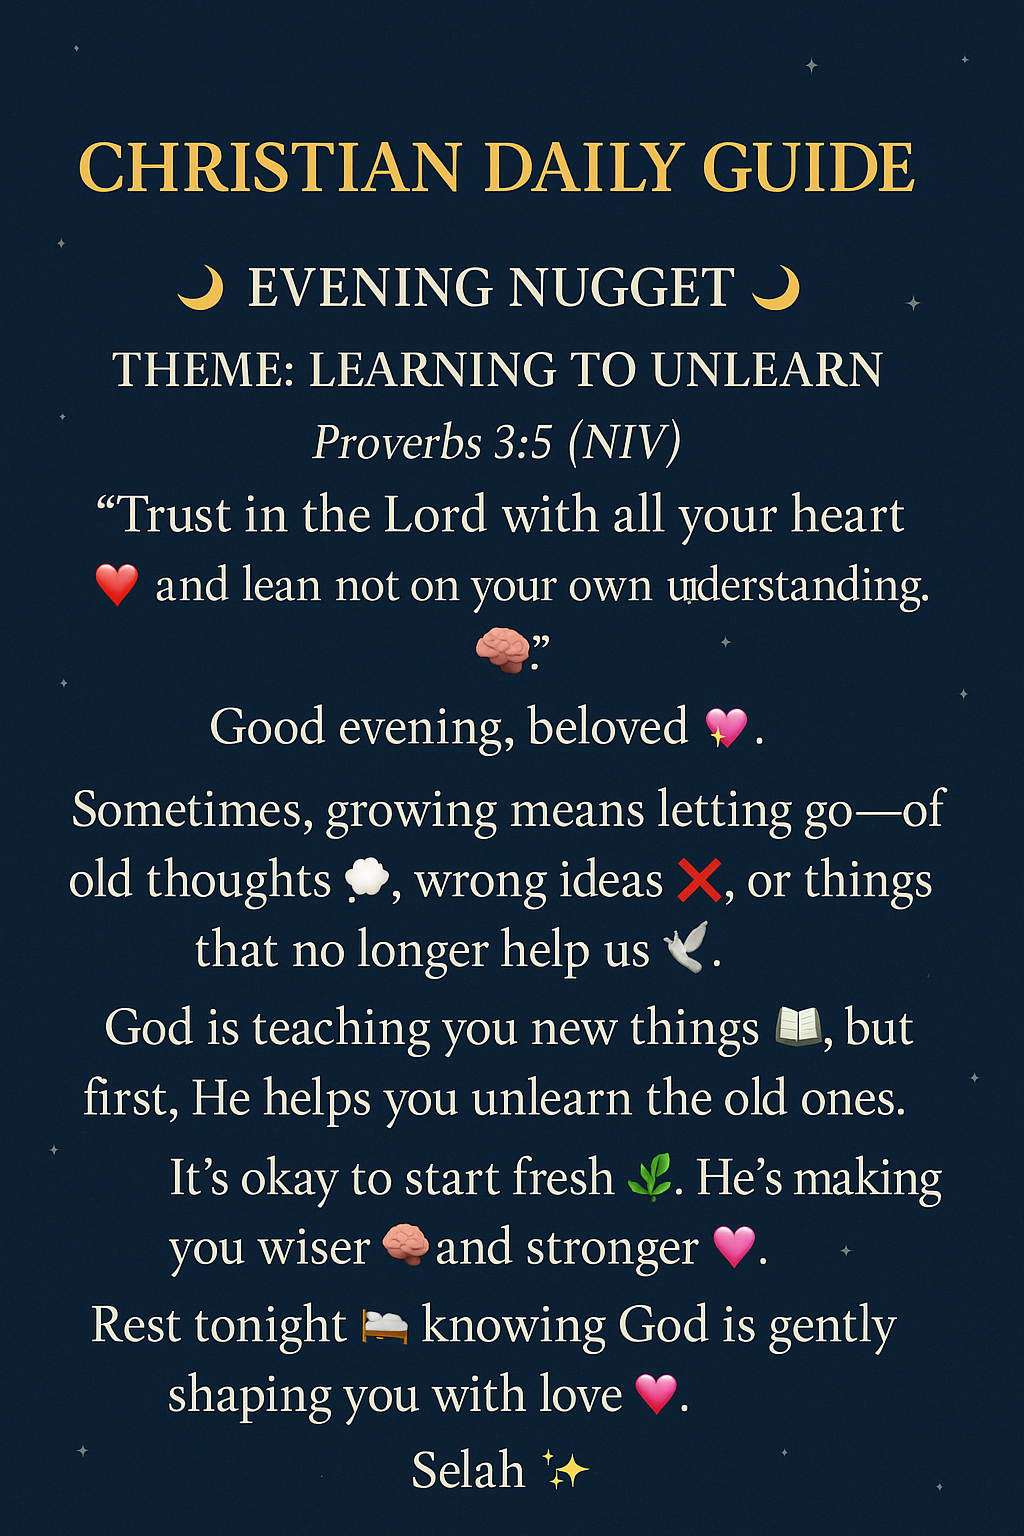 CHRISTIAN DAILY GUIDE
🌙 EVENING NUGGET 🌙
THEME: LEARNING TO UNLEARN
Proverbs 3:5 (NIV)
“Trust in the Lord with all your heart
❤️ and lean not on your own uderstanding.
🧠.”
Good evening, beloved 💖.
Sometimes, growing means letting go—of
old thoughts 💭, wrong ideas ❌, or things
that no longer help us 🕊️.
God is teaching you new things 📖, but
first, He helps you unlearn the old ones.
It’s okay to start fresh 🌿. He’s making
you wiser 🧠 and stronger 🩷.
Rest tonight 🛏️ knowing God is gently
shaping you with love 🩷.
Selah ✨